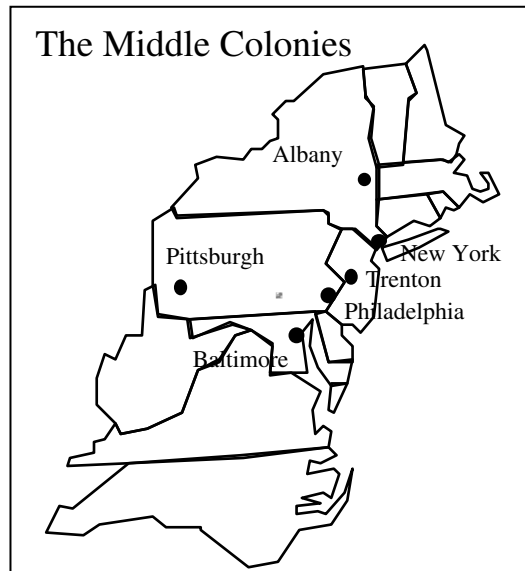 The Middle Colonies
Albany
New York
Pittsburgh
Trenton
Philadelphia
Baltimore